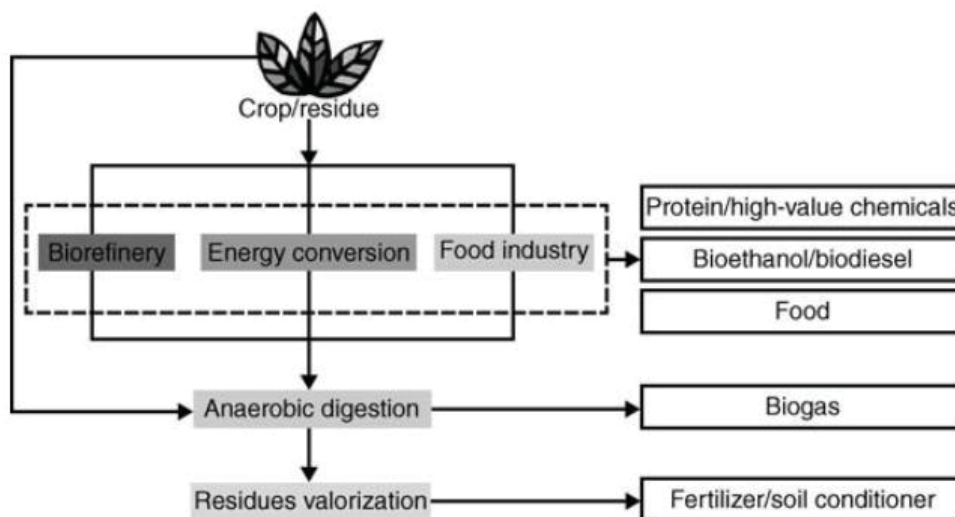 Crop/residue
Protein/high-value chemicals
Biorefinery
Energy conversion
Food industry
Bioethanol/biodiesel
Food
Anaerobic digestion
Biogas
Residues valorization
Fertilizer/soil conditioner